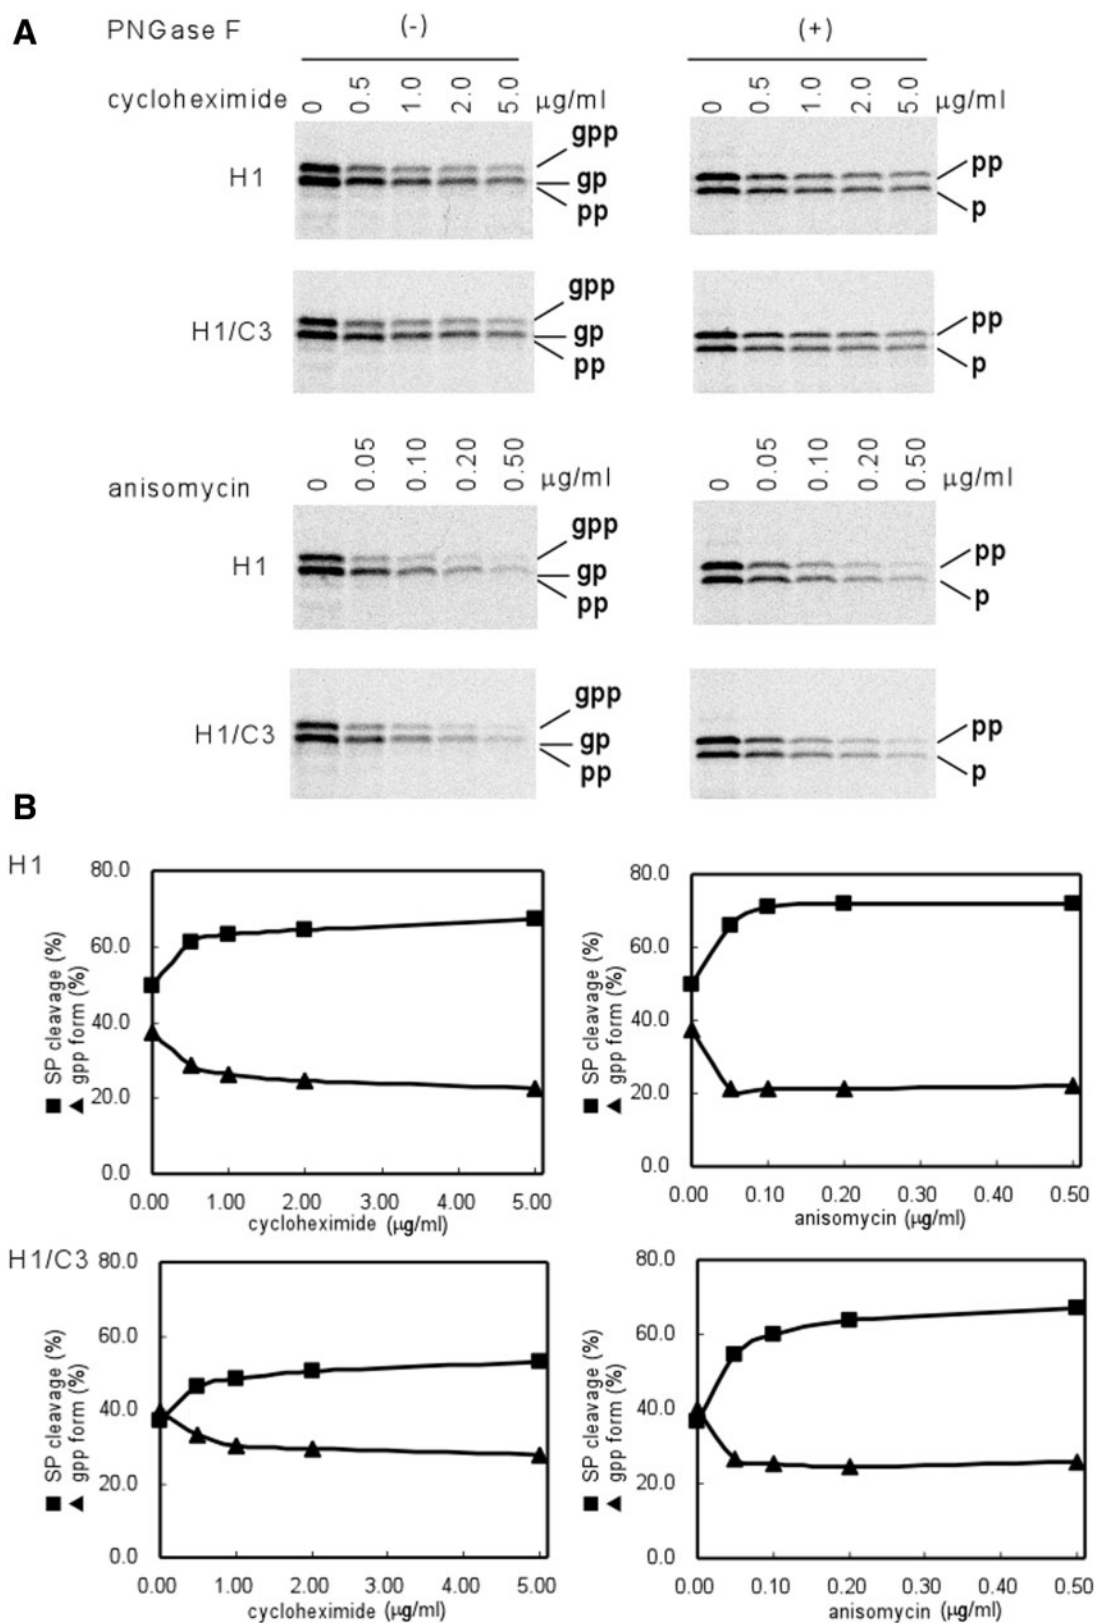 A
PNGase F (-) (+)
cycloheximide 0 0.5 1.0 2.0 5.0 μg/ml 0 0.5 1.0 2.0 5.0 μg/ml
H1 gpp gp pp pp p
H1/C3 gpp gp pp pp p
anisomycin 0 0.05 0.10 0.20 0.50 μg/ml 0 0.05 0.10 0.20 0.50 μg/ml
H1 gpp gp pp pp p
H1/C3 gpp gp pp pp p
B
H1
80.0
60.0
40.0
20.0
0.0
■ SP cleavage (%)
▲ gpp form (%)
0.00 1.00 2.00 3.00 4.00 5.00
cycloheximide (μg/ml)
80.0
60.0
40.0
20.0
0.0
■ SP cleavage (%)
▲ gpp form (%)
0.00 0.10 0.20 0.30 0.40 0.50
anisomycin (μg/ml)
H1/C3
80.0
60.0
40.0
20.0
0.0
■ SP cleavage (%)
▲ gpp form (%)
0.00 1.00 2.00 3.00 4.00 5.00
cycloheximide (μg/ml)
80.0
60.0
40.0
20.0
0.0
■ SP cleavage (%)
▲ gpp form (%)
0.00 0.10 0.20 0.30 0.40 0.50
anisomycin (μg/ml)